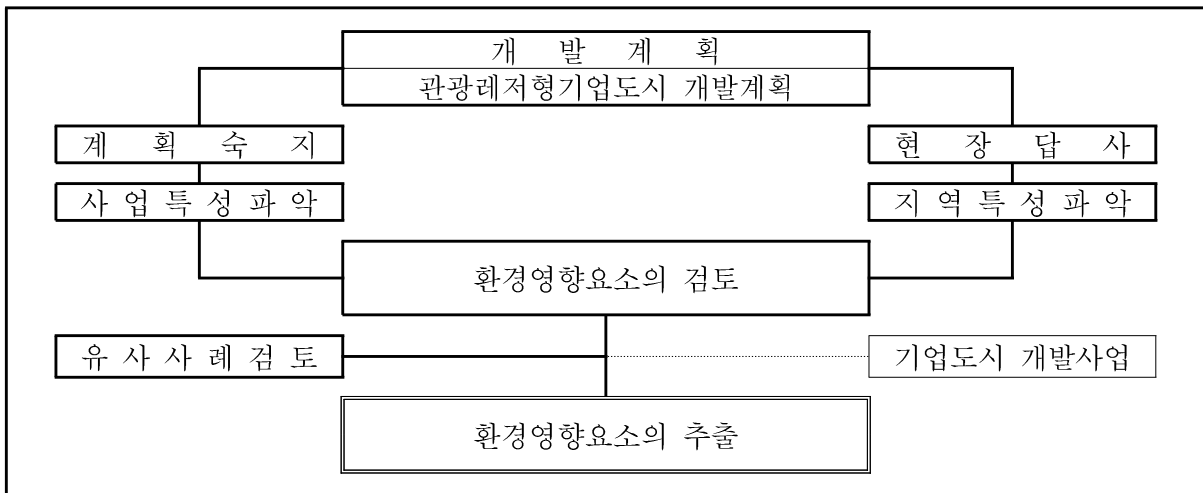 개 발 계 획
관광레저형기업도시 개발계획
계 획 숙 지
현 장 답 사
사 업 특 성 파 악
지 역 특 성 파 악
환경영향요소의 검토
유 사 사 례 검 토
기업도시 개발사업
환경영향요소의 추출